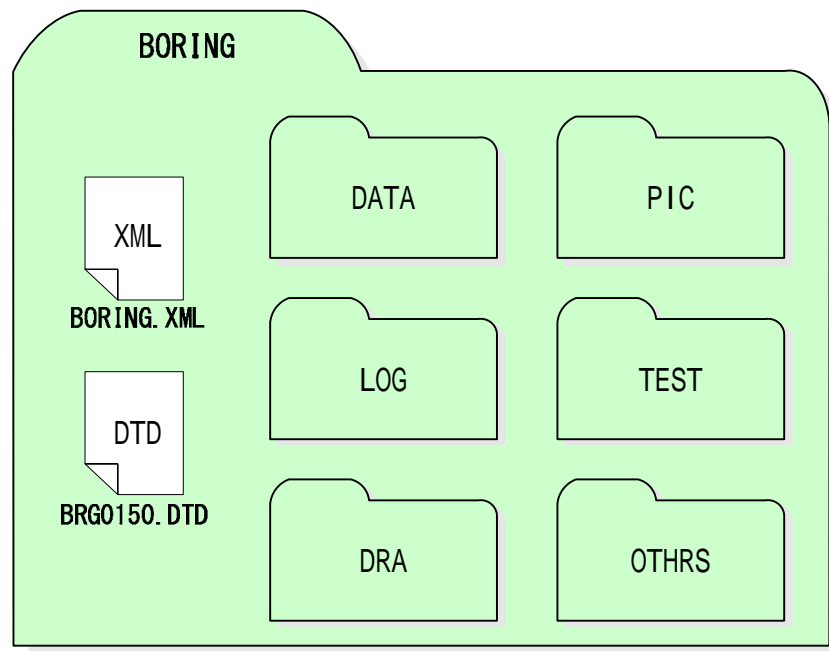 BORING
DATA
PIC
XML
BORING.XML
LOG
TEST
DTD
BRG0150.DTD
DRA
OTHRS